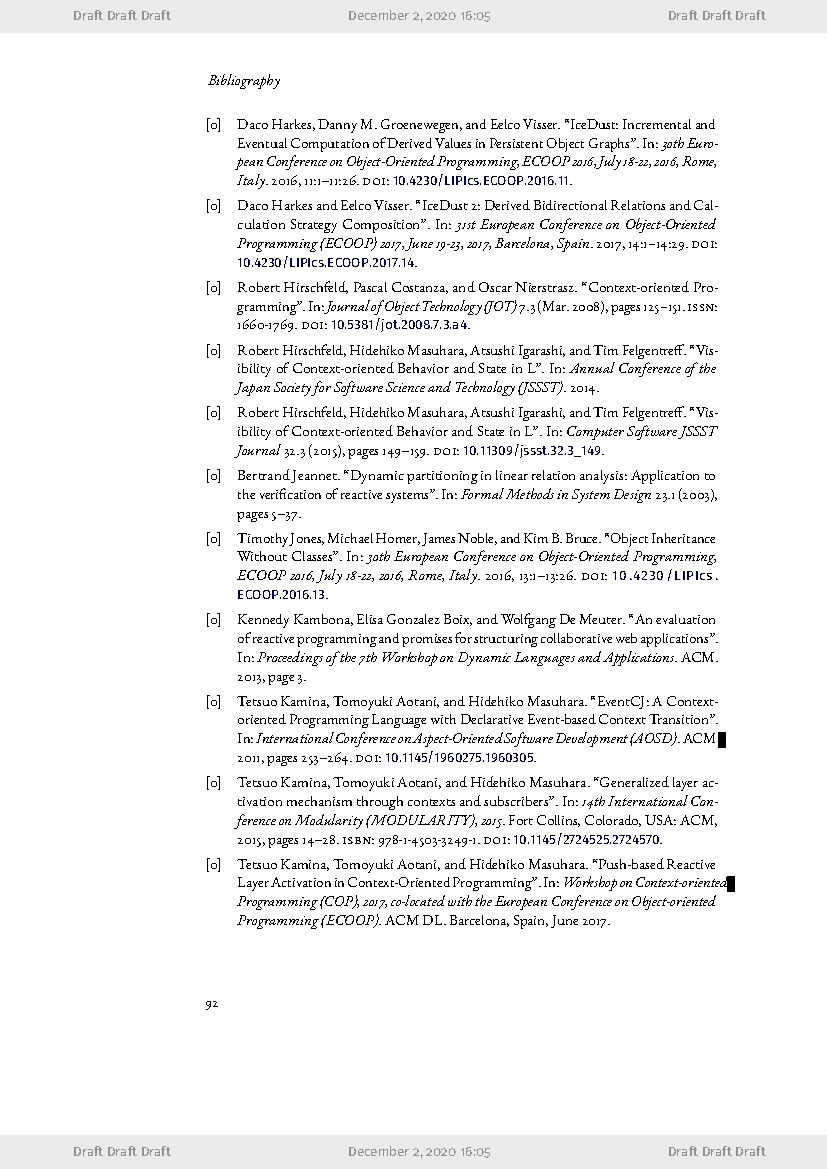 Draft Draft Draft December 2, 2020 16:05 Draft Draft Draft
Bibliography
[0] Daco Harkes, Danny M. Groenewegen, and Eelco Visser. “IceDust: Incremental and
Eventual Computation of Derived Values in Persistent Object Graphs”. In: 30th Euro-
pean Conference on Object-Oriented Programming, ECOOP 2016, July 18-22, 2016, Rome,
Italy. 2016, 11:1–11:26. DOI: 10.4230/LIPIcs.ECOOP.2016.11.
[0] Daco Harkes and Eelco Visser. “IceDust 2: Derived Bidirectional Relations and Cal-
culation Strategy Composition”. In: 31st European Conference on Object-Oriented
Programming (ECOOP) 2017, June 19-23, 2017, Barcelona, Spain. 2017, 14:1–14:29. DOI:
10.4230/LIPIcs.ECOOP.2017.14.
[0] Robert Hirschfeld, Pascal Costanza, and Oscar Nierstrasz. “Context-oriented Pro-
gramming”. In: Journal of Object Technology (JOT) 7.3 (Mar. 2008), pages 125–151. ISSN:
1660-1769. DOI: 10.5381/jot.2008.7.3.a4.
[0] Robert Hirschfeld, Hidehiko Masuhara, Atsushi Igarashi, and Tim Felgentreff. “Vis-
ibility of Context-oriented Behavior and State in L”. In: Annual Conference of the
Japan Society for Software Science and Technology (JSSST). 2014.
[0] Robert Hirschfeld, Hidehiko Masuhara, Atsushi Igarashi, and Tim Felgentreff. “Vis-
ibility of Context-oriented Behavior and State in L”. In: Computer Software JSSST
Journal 32.3 (2015), pages 149–159. DOI: 10.11309/jssst.32.3_149.
[0] Bertrand Jeannet. “Dynamic partitioning in linear relation analysis: Application to
the verification of reactive systems”. In: Formal Methods in System Design 23.1 (2003),
pages 5–37.
[0] Timothy Jones, Michael Homer, James Noble, and Kim B. Bruce. “Object Inheritance
Without Classes”. In: 30th European Conference on Object-Oriented Programming,
ECOOP 2016, July 18-22, 2016, Rome, Italy. 2016, 13:1–13:26. DOI: 10.4230/LIPIcs.
ECOOP.2016.13.
[0] Kennedy Kambona, Elisa Gonzalez Boix, and Wolfgang De Meuter. “An evaluation
of reactive programming and promises for structuring collaborative web applications”.
In: Proceedings of the 7th Workshop on Dynamic Languages and Applications. ACM.
2013, page 3.
[0] Tetsuo Kamina, Tomoyuki Aotani, and Hidehiko Masuhara. “EventCJ: A Context-
oriented Programming Language with Declarative Event-based Context Transition”.
In: International Conference on Aspect-Oriented Software Development (AOSD). ACM
2011, pages 253–264. DOI: 10.1145/1960275.1960305.
[0] Tetsuo Kamina, Tomoyuki Aotani, and Hidehiko Masuhara. “Generalized layer ac-
tivation mechanism through contexts and subscribers”. In: 14th International Con-
ference on Modularity (MODULARITY), 2015. Fort Collins, Colorado, USA: ACM,
2015, pages 14–28. ISBN: 978-1-4503-3249-1. DOI: 10.1145/2724525.2724570.
[0] Tetsuo Kamina, Tomoyuki Aotani, and Hidehiko Masuhara. “Push-based Reactive
Layer Activation in Context-Oriented Programming”. In: Workshop on Context-oriented
Programming (COP), 2017, co-located with the European Conference on Object-oriented
Programming (ECOOP). ACM DL. Barcelona, Spain, June 2017.
92
Draft Draft Draft December 2, 2020 16:05 Draft Draft Draft